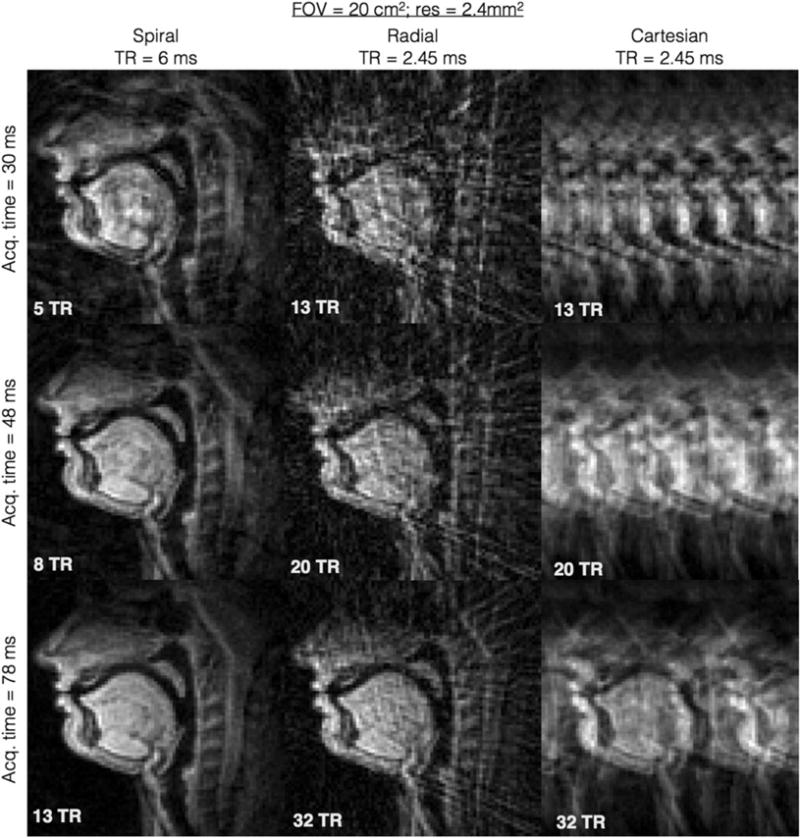 FOV = 20 cm²; res = 2.4mm²
Spiral
TR = 6 ms
Radial
TR = 2.45 ms
Cartesian
TR = 2.45 ms
Acq. time = 30 ms
5 TR
13 TR
13 TR
Acq. time = 48 ms
8 TR
20 TR
20 TR
Acq. time = 78 ms
13 TR
32 TR
32 TR